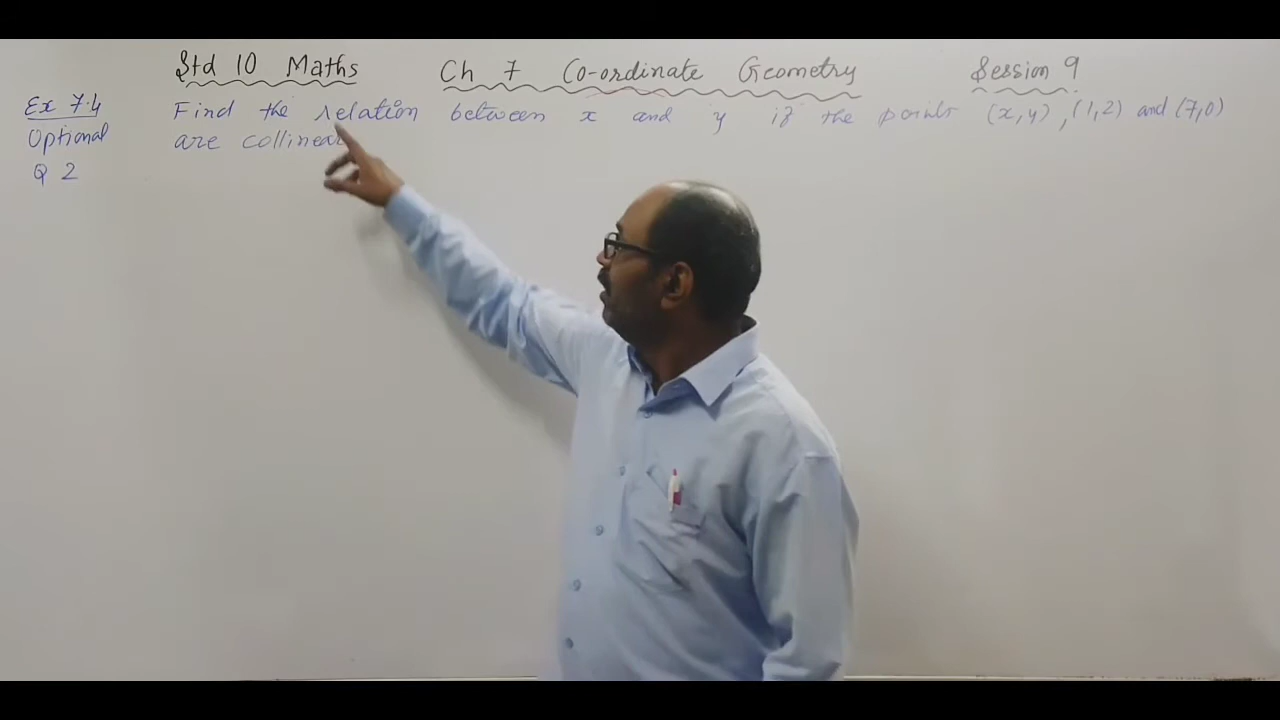 Std 10 Maths Ch 7 Co-ordinate Geometry Session 9
Ex 7.4 Find the relation between x and y if the points (x,y), (1,2) and (7,0)
Optional are collinear
Q 2